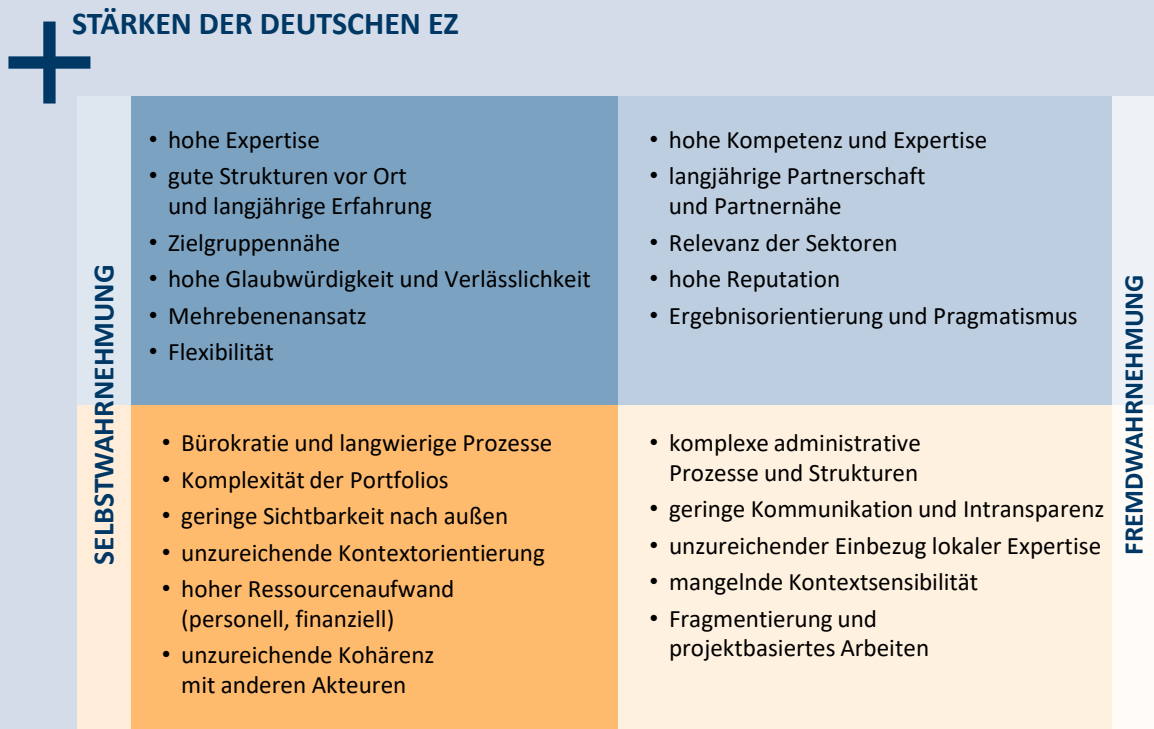 STÄRKEN DER DEUTSCHEN EZ
SELBSTWAHRNEHMUNG
• hohe Expertise
• gute Strukturen vor Ort
und langjährige Erfahrung
• Zielgruppennähe
• hohe Glaubwürdigkeit und Verlässlichkeit
• Mehrebenenansatz
• Flexibilität
• hohe Kompetenz und Expertise
• langjährige Partnerschaft
und Partnernähe
• Relevanz der Sektoren
• hohe Reputation
• Ergebnisorientierung und Pragmatismus
• Bürokratie und langwierige Prozesse
• Komplexität der Portfolios
• geringe Sichtbarkeit nach außen
• unzureichende Kontextorientierung
• hoher Ressourcenaufwand
(personell, finanziell)
• unzureichende Kohärenz
mit anderen Akteuren
• komplexe administrative
Prozesse und Strukturen
• geringe Kommunikation und Intransparenz
• unzureichender Einbezug lokaler Expertise
• mangelnde Kontextsensibilität
• Fragmentierung und
projektbasiertes Arbeiten
FREMDWAHRNEHMUNG